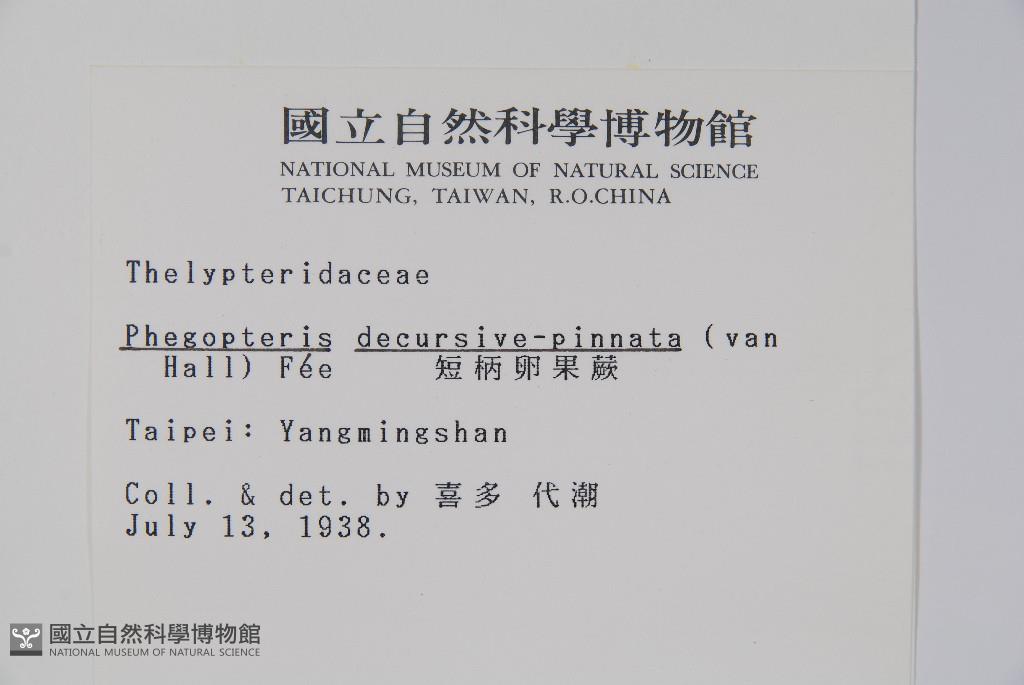 國立自然科學博物館
NATIONAL MUSEUM OF NATURAL SCIENCE
TAICHUNG, TAIWAN, R.O.CHINA
Thelypteridaceae
Phegopteris decursive-pinnata (van
Hall) Fée 短柄卵果蕨
Taipei: Yangmingshan
Coll. & det. by 喜多 代潮
July 13, 1938.
國立自然科學博物館
NATIONAL MUSEUM OF NATURAL SCIENCE